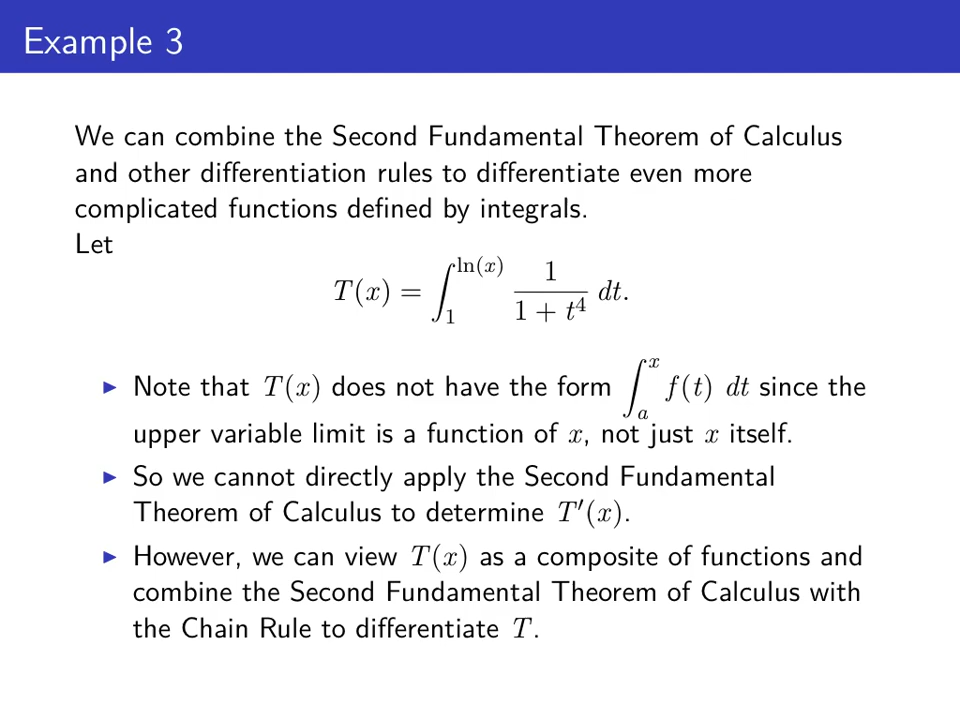 Example 3
We can combine the Second Fundamental Theorem of Calculus
and other differentiation rules to differentiate even more
complicated functions defined by integrals.
Let
T(x) = ∫_1^{ln(x)} 1/(1 + t^4) dt.
▶ Note that T(x) does not have the form ∫_a^x f(t) dt since the
upper variable limit is a function of x, not just x itself.
▶ So we cannot directly apply the Second Fundamental
Theorem of Calculus to determine T′(x).
▶ However, we can view T(x) as a composite of functions and
combine the Second Fundamental Theorem of Calculus with
the Chain Rule to differentiate T.